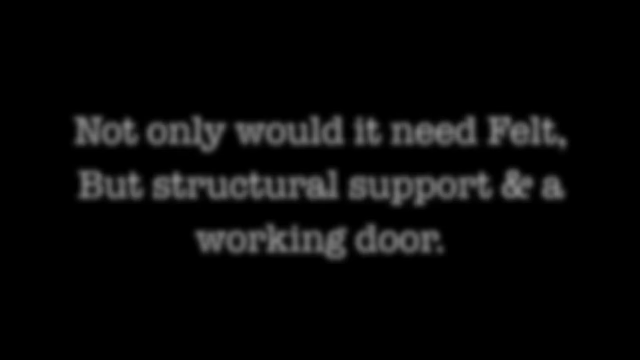 Not only would it need Felt,
But structural support & a
working door.